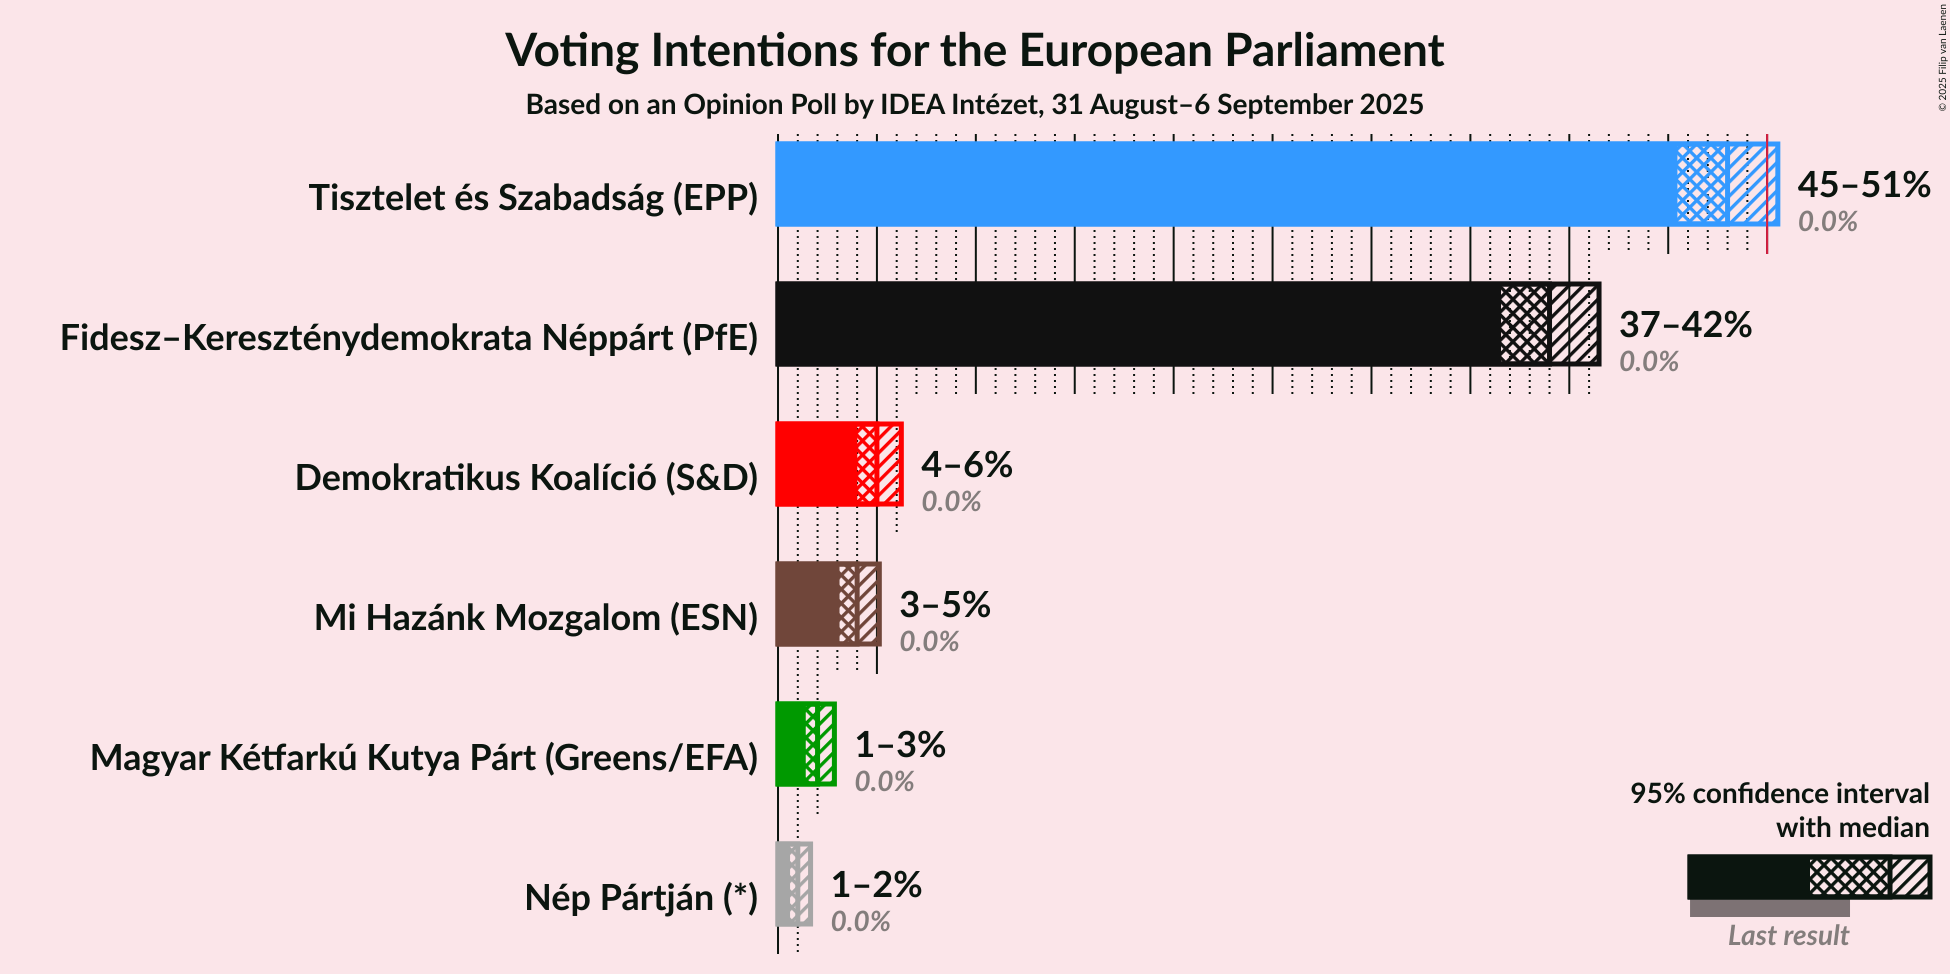 Voting Intentions for the European Parliament
Based on an Opinion Poll by IDEA Intézet, 31 August–6 September 2025
© 2025 Filip van Laenen
Tisztelet és Szabadság (EPP)
45–51%
0.0%
Fidesz–Kereszténydemokrata Néppárt (PfE)
37–42%
0.0%
Demokratikus Koalíció (S&D)
4–6%
0.0%
Mi Hazánk Mozgalom (ESN)
3–5%
0.0%
Magyar Kétfarkú Kutya Párt (Greens/EFA)
1–3%
0.0%
Nép Pártján (*)
1–2%
0.0%
95% confidence interval
with median
Last result